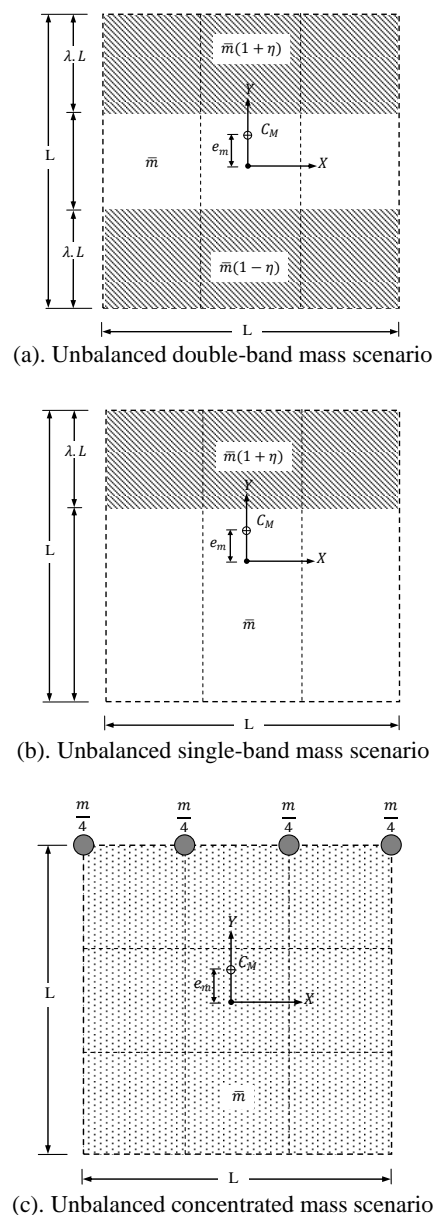 m̄(1 + η)
λ. L
Y
C_M
e_m
L
m̄
X
λ. L
m̄(1 − η)
L
(a). Unbalanced double-band mass scenario
λ. L
m̄(1 + η)
Y
C_M
L
e_m
X
m̄
L
(b). Unbalanced single-band mass scenario
m/4 m/4 m/4 m/4
Y
C_M
L
e_m
X
m̄
L
(c). Unbalanced concentrated mass scenario